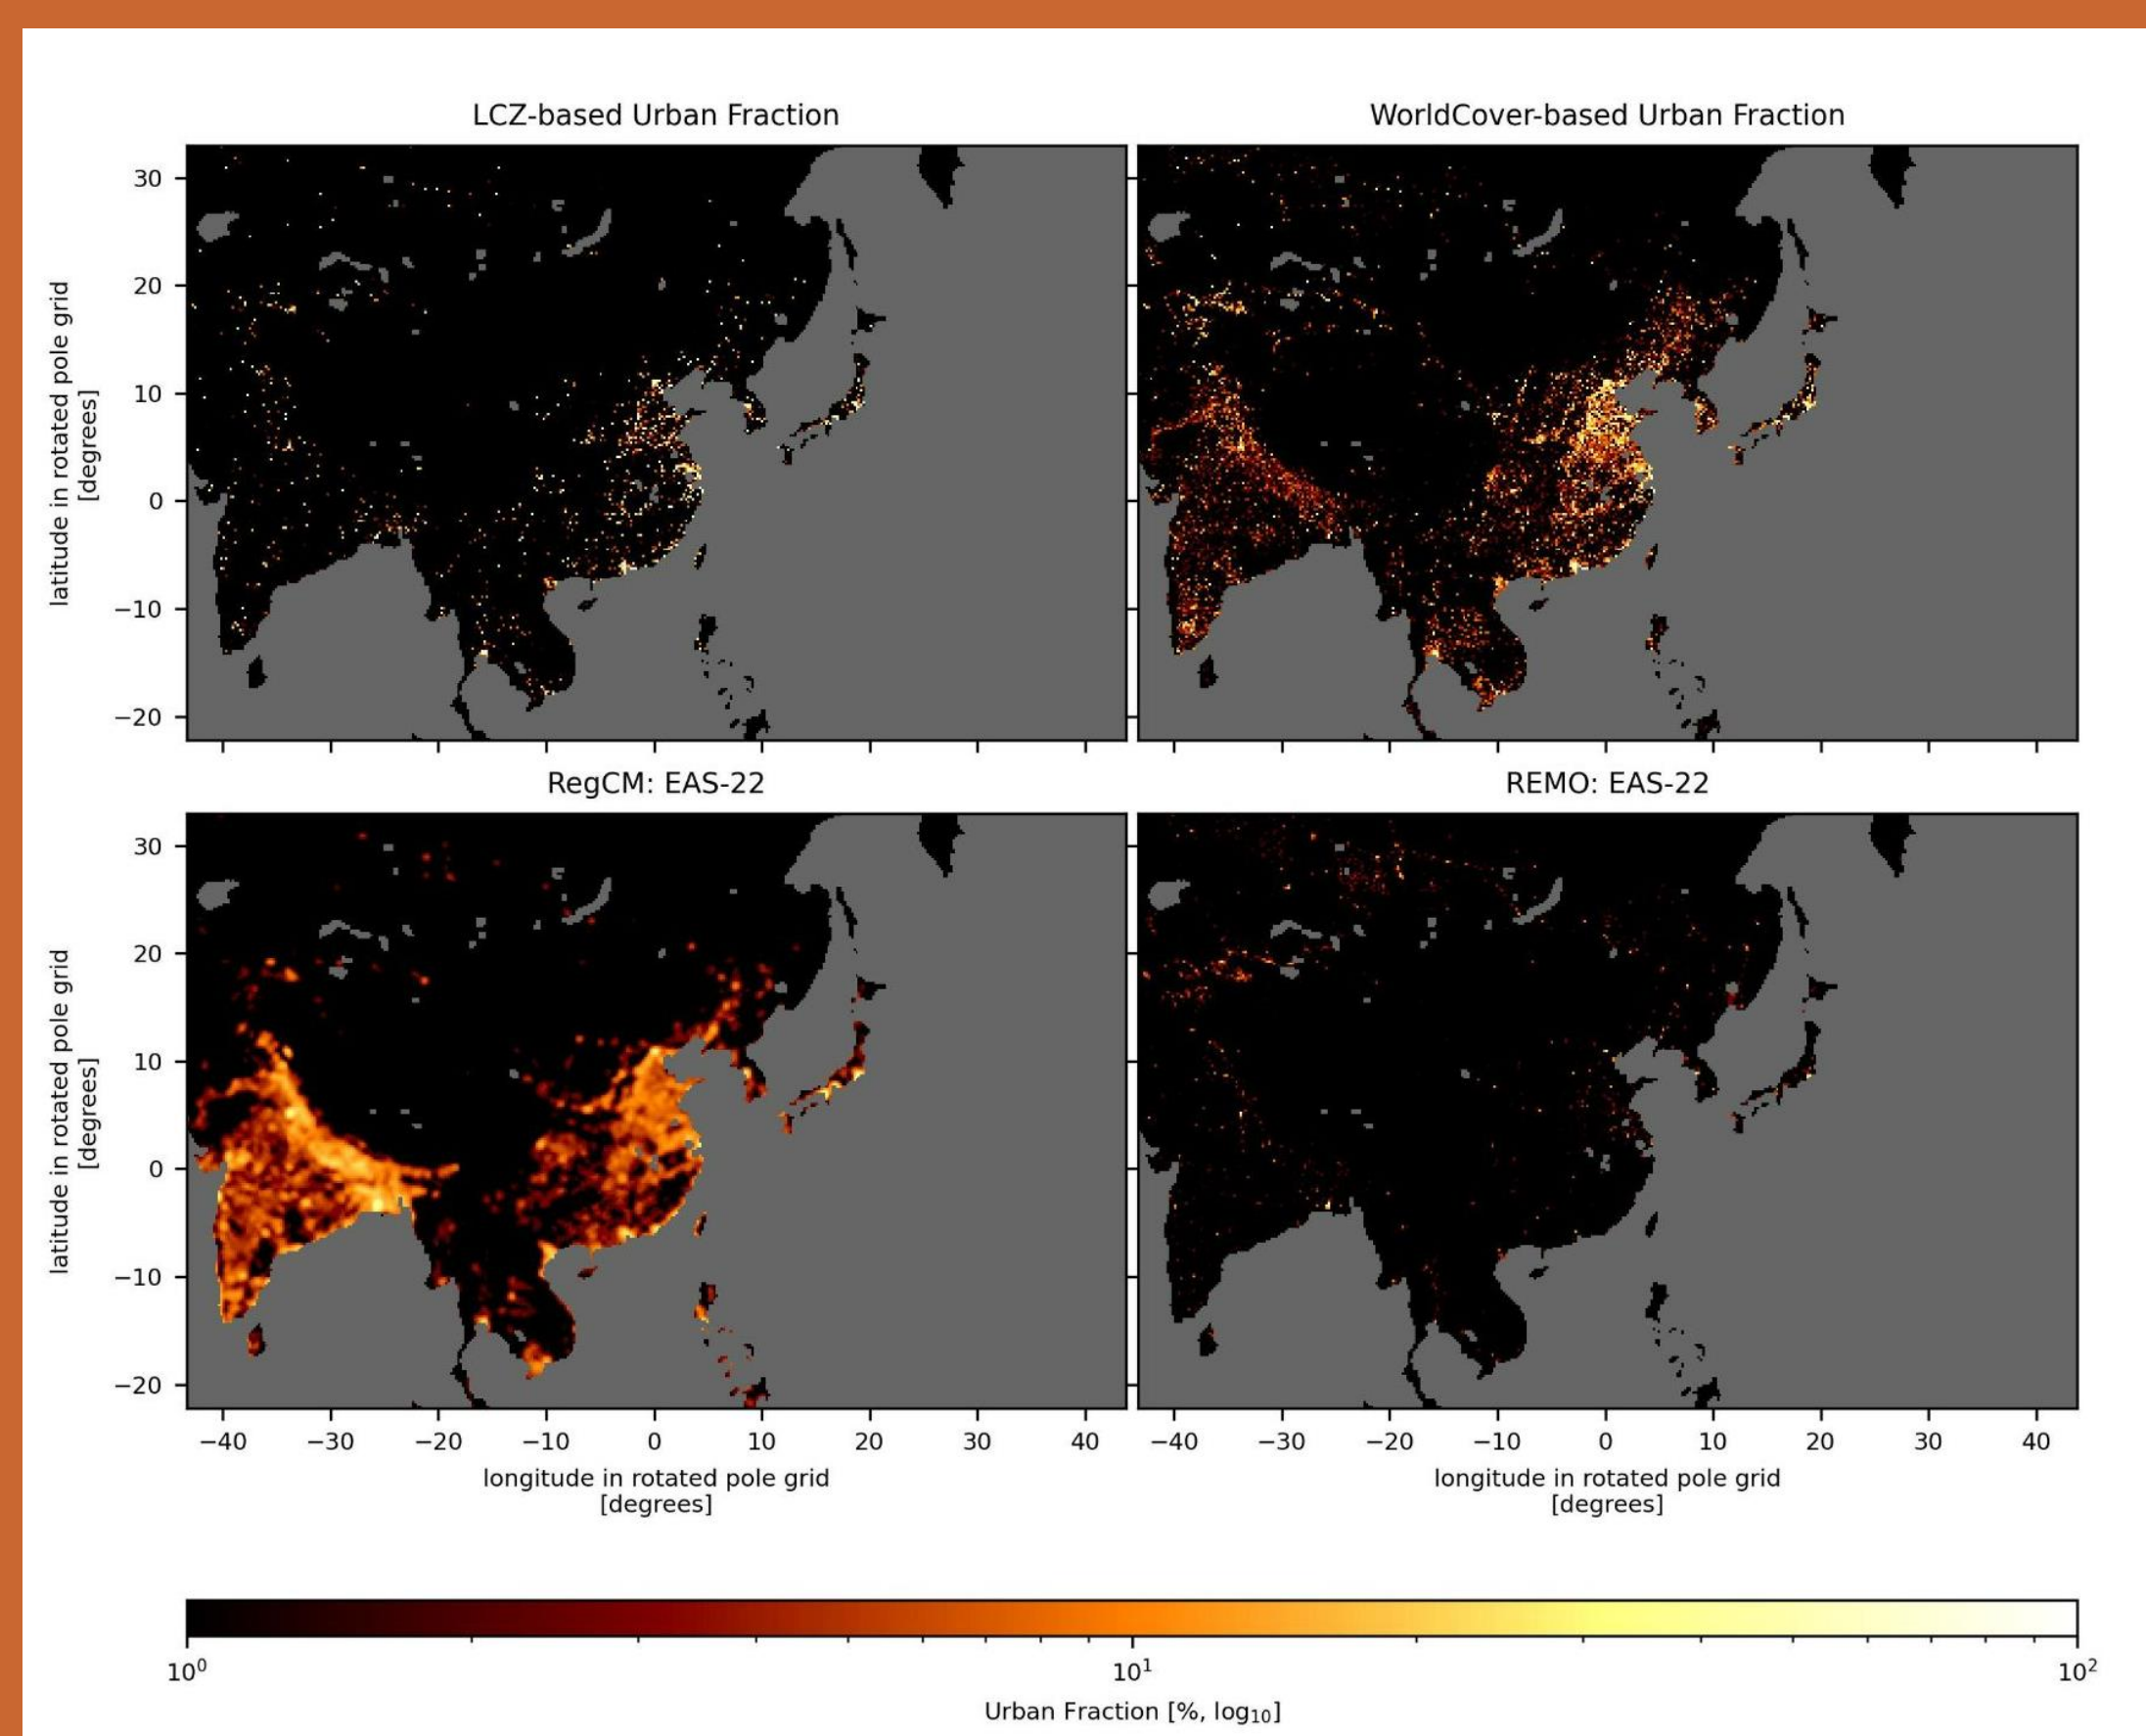 LCZ-based Urban Fraction
WorldCover-based Urban Fraction
30
20
10
0
−10
−20
latitude in rotated pole grid
[degrees]
RegCM: EAS-22
REMO: EAS-22
30
20
10
0
−10
−20
latitude in rotated pole grid
[degrees]
−40 −30 −20 −10 0 10 20 30 40
−40 −30 −20 −10 0 10 20 30 40
longitude in rotated pole grid
[degrees]
longitude in rotated pole grid
[degrees]
10⁰ 10¹ 10²
Urban Fraction [%, log₁₀]